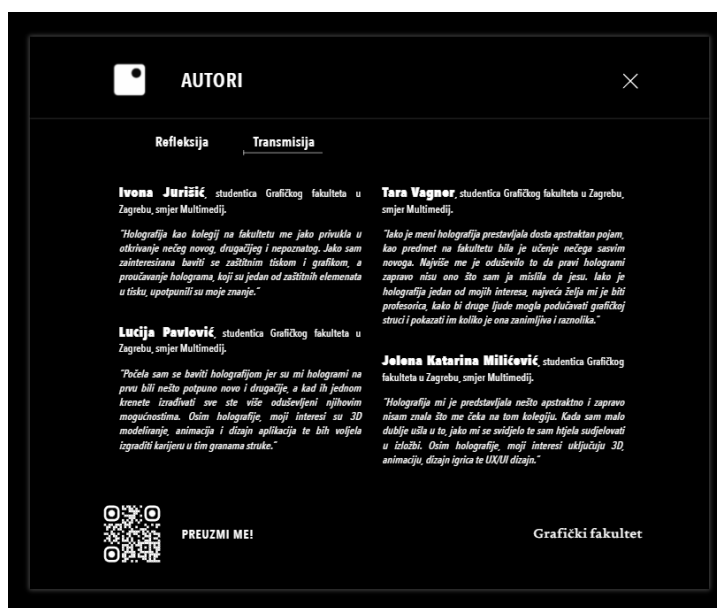 AUTORI
Refleksija
Transmisija
Ivona Jurišić, studentica Grafičkog fakulteta u
Zagrebu, smjer Multimedij.
"Holografija kao kolegij na fakultetu me jako privukla u
otkrivanje nečeg novog, drugačijeg i nepoznatog. Jako sam
zainteresirana baviti se zaštitnim tiskom i grafikom, a
proučavanje holograma, koji su jedan od zaštitnih elemenata
u tisku, upotpunili su moje znanje."
Lucija Pavlović, studentica Grafičkog fakulteta u
Zagrebu, smjer Multimedij.
"Počela sam se baviti holografijom jer su mi hologrami na
prvu bili nešto potpuno novo i drugačije, a kad ih jednom
krenete izrađivati sve ste više oduševljeni njihovim
mogućnostima. Osim holografije, moji interesi su 3D
modeliranje, animacija i dizajn aplikacija te bih voljela
izgraditi karijeru u tim granama struke."
Tara Vagner, studentica Grafičkog fakulteta u Zagrebu,
smjer Multimedij.
"Iako je meni holografija prestavljala dosta apstraktan pojam,
kao predmet na fakultetu bila je učenje nečega sasvim
novoga. Najviše me je oduševilo to da pravi hologrami
zapravo nisu ono što sam ja mislila da jesu. Iako je
holografija jedan od mojih interesa, najveća želja mi je biti
profesorica, kako bi druge ljude mogla podučavati grafičkoj
struci i pokazati im koliko je ona zanimljiva i raznolika."
Jelena Katarina Milićević, studentica Grafičkog
fakulteta u Zagrebu, smjer Multimedij.
"Holografija mi je predstavljala nešto apstraktno i zapravo
nisam znala što me čeka na tom kolegiju. Kada sam malo
dublje ušla u to, jako mi se svidjelo te sam htjela sudjelovati
u izložbi. Osim holografije, moji interesi uključuju 3D,
animaciju, dizajn igrica te UX/UI dizajn."
PREUZMI ME!
Grafički fakultet